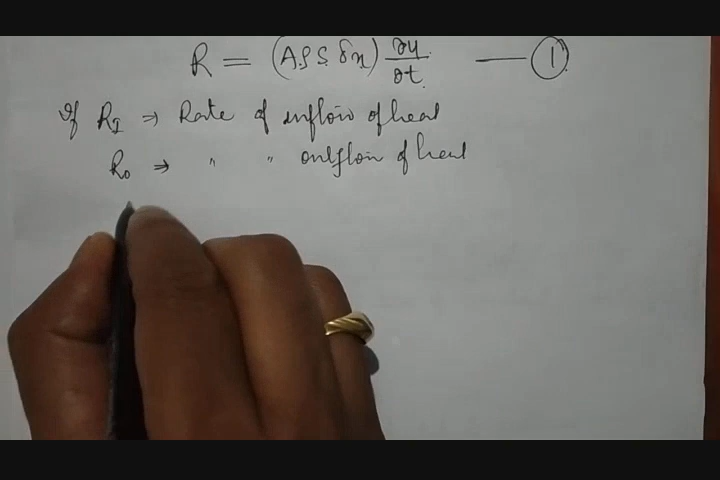 R = (A.ρ.S. δx) ∂u/∂t. —— ①
If R_I ⇒ Rate of inflow of heat
R_o ⇒ " " outflow of heat